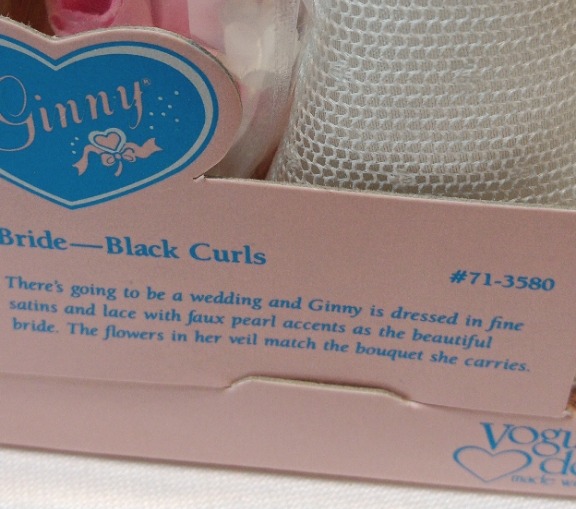 Ginny®
Bride—Black Curls
#71-3580
There's going to be a wedding and Ginny is dressed in fine
satins and lace with faux pearl accents as the beautiful
bride. The flowers in her veil match the bouquet she carries.